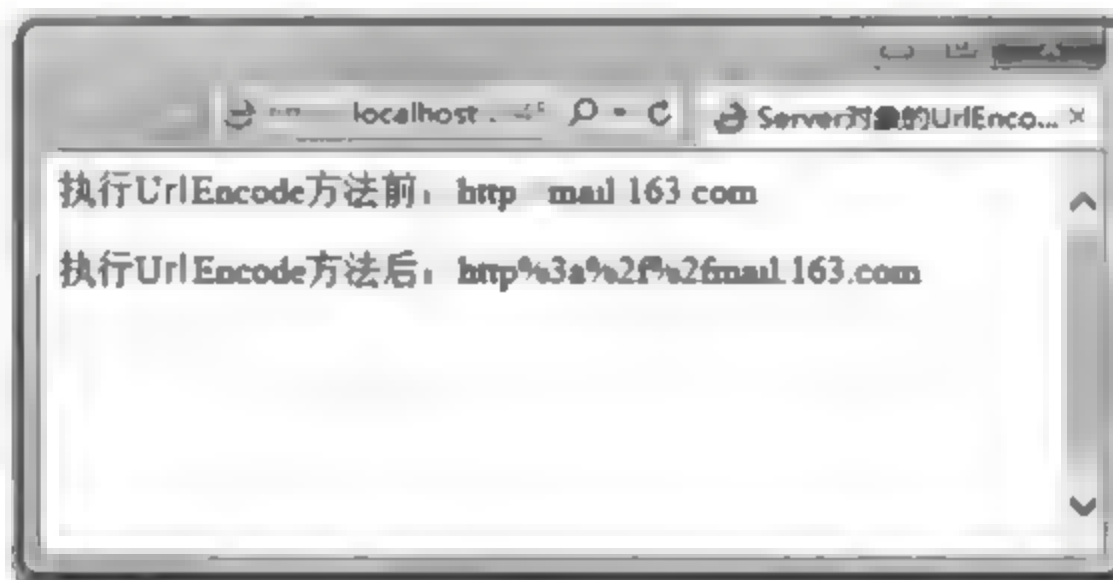 localhost
Server对象的UrlEnco... ×
执行UrlEncode方法前：http mail 163 com
执行UrlEncode方法后：http%3a%2f%2fmail.163.com